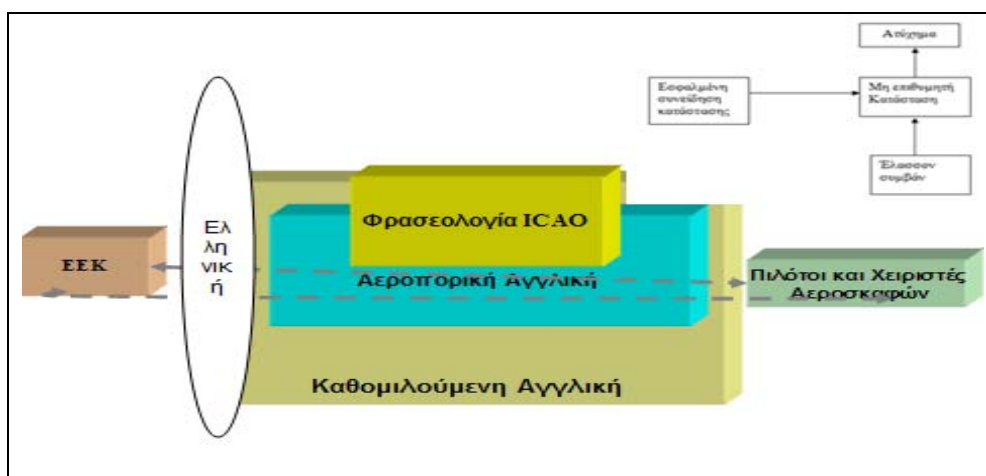 Ατύχημα
Εσφαλμένη
συνείδηση
κατάστασης
Μη επιθυμητή
Κατάσταση
Έλασσον
συμβάν
Ελ
λη
νικ
ή
Φρασεολογία ICAO
ΕΕΚ
Αεροπορική Αγγλική
Πιλότοι και Χειριστές
Αεροσκαφών
Καθομιλούμενη Αγγλική